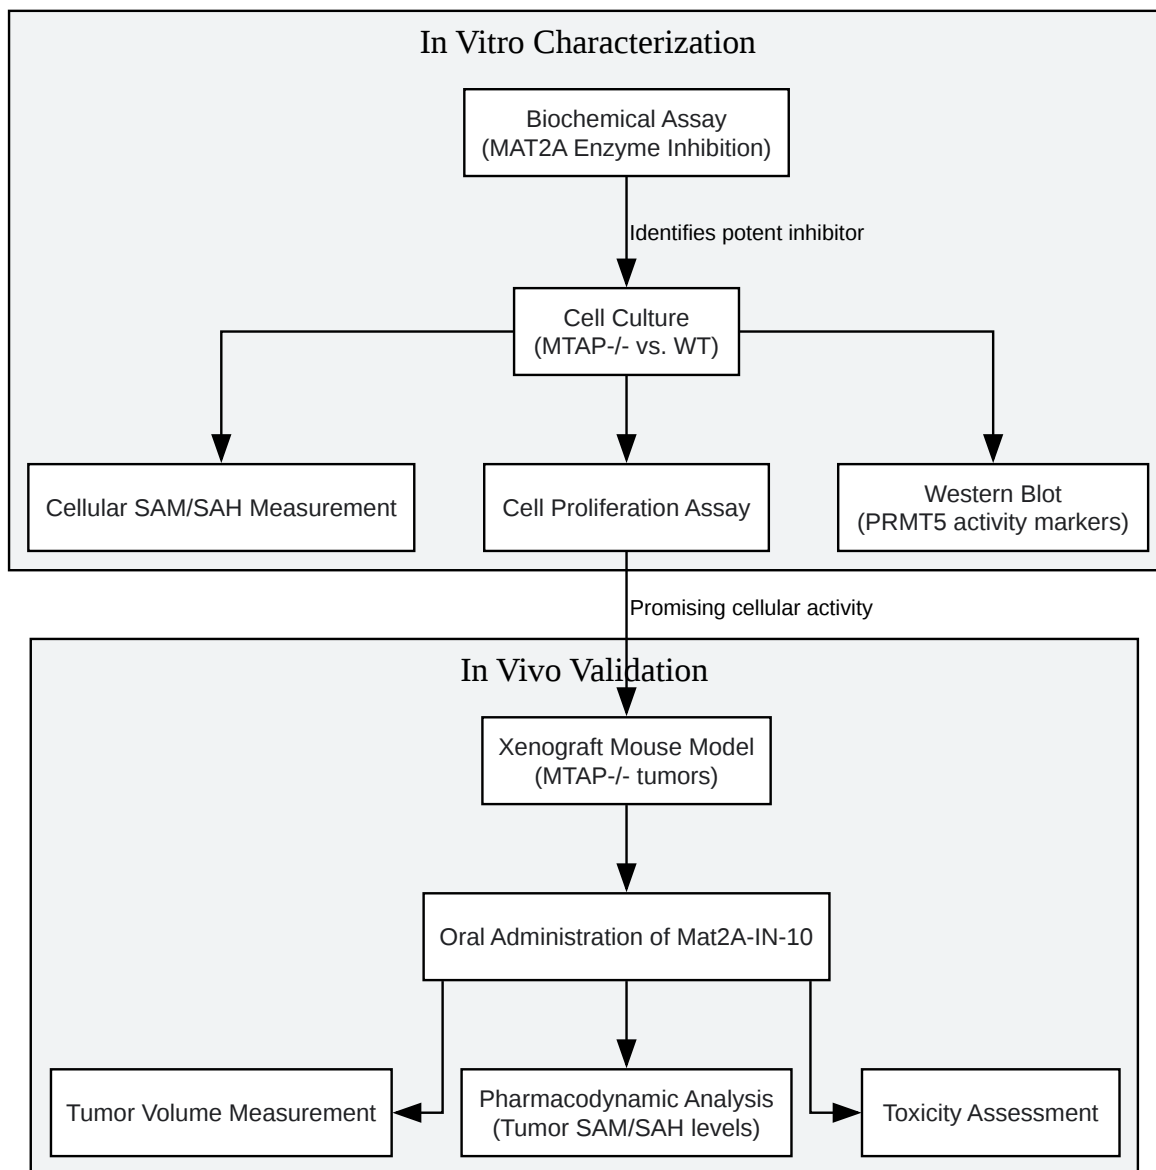 In Vitro Characterization
Biochemical Assay
(MAT2A Enzyme Inhibition)
Identifies potent inhibitor
Cell Culture
(MTAP-/- vs. WT)
Cellular SAM/SAH Measurement
Cell Proliferation Assay
Western Blot
(PRMT5 activity markers)
Promising cellular activity
In Vivo Validation
Xenograft Mouse Model
(MTAP-/- tumors)
Oral Administration of Mat2A-IN-10
Tumor Volume Measurement
Pharmacodynamic Analysis
(Tumor SAM/SAH levels)
Toxicity Assessment